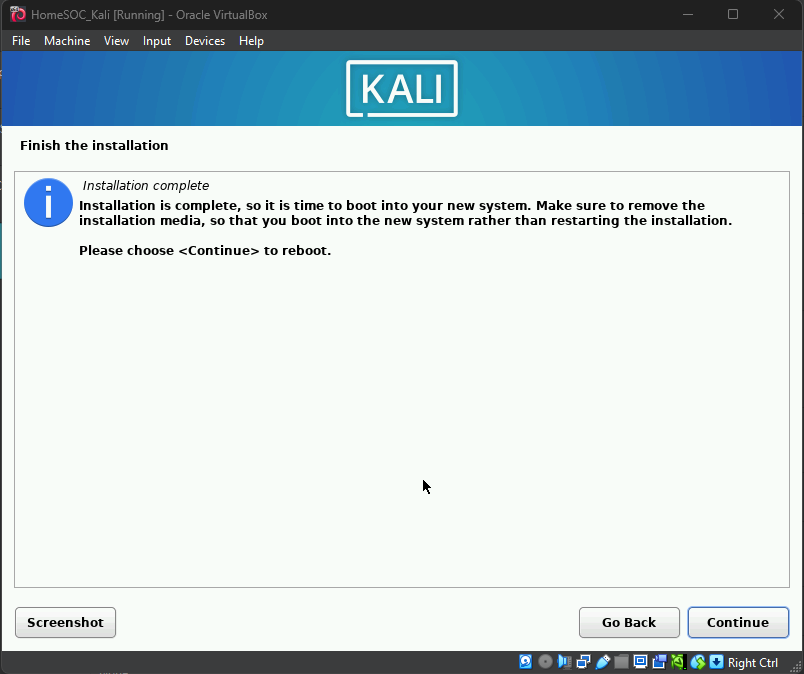 HomeSOC_Kali [Running] - Oracle VirtualBox
File Machine View Input Devices Help
KALI
Finish the installation
Installation complete
Installation is complete, so it is time to boot into your new system. Make sure to remove the
installation media, so that you boot into the new system rather than restarting the installation.
Please choose <Continue> to reboot.
Screenshot Go Back Continue
Right Ctrl